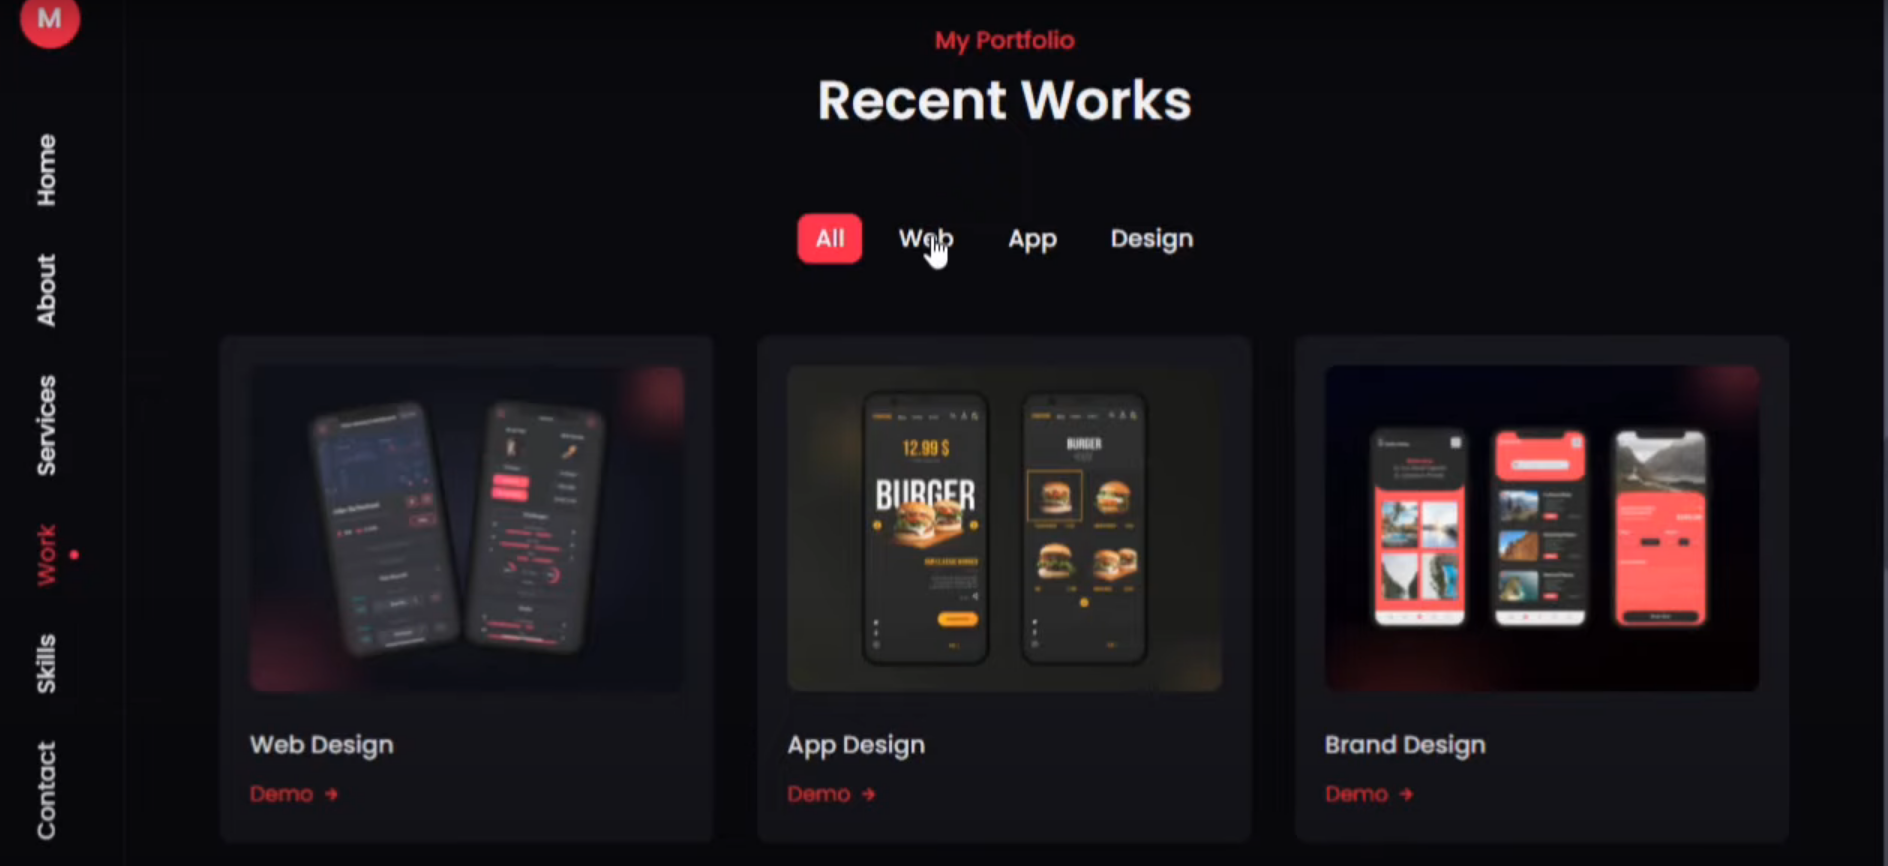 M
Home
About
Services
Work
Skills
Contact
My Portfolio
Recent Works
All Web App Design
12.99 $
BURGER
BURGER
Web Design
Demo →
App Design
Demo →
Brand Design
Demo →